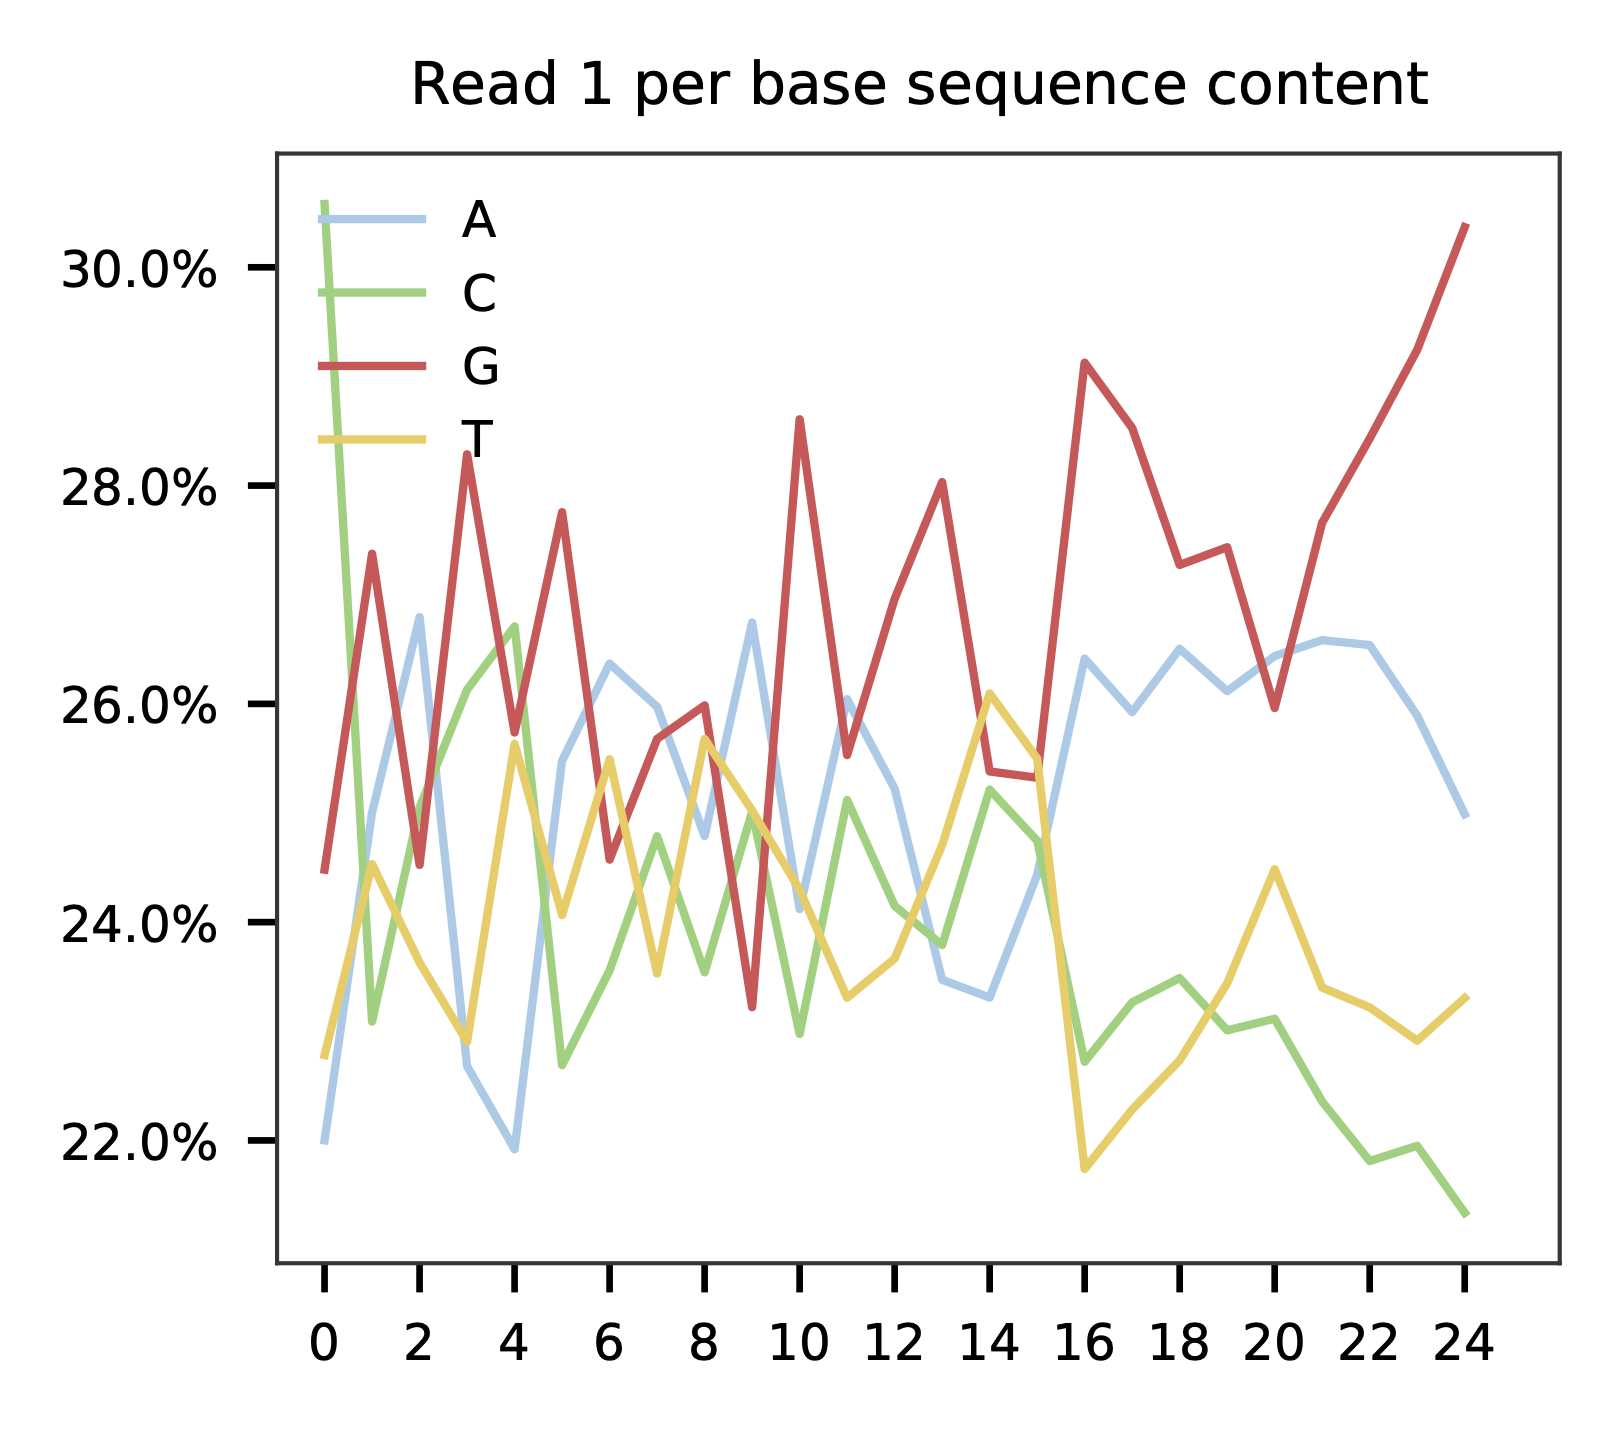 Read 1 per base sequence content
A
C
G
T
30.0%
28.0%
26.0%
24.0%
22.0%
0 2 4 6 8 10 12 14 16 18 20 22 24